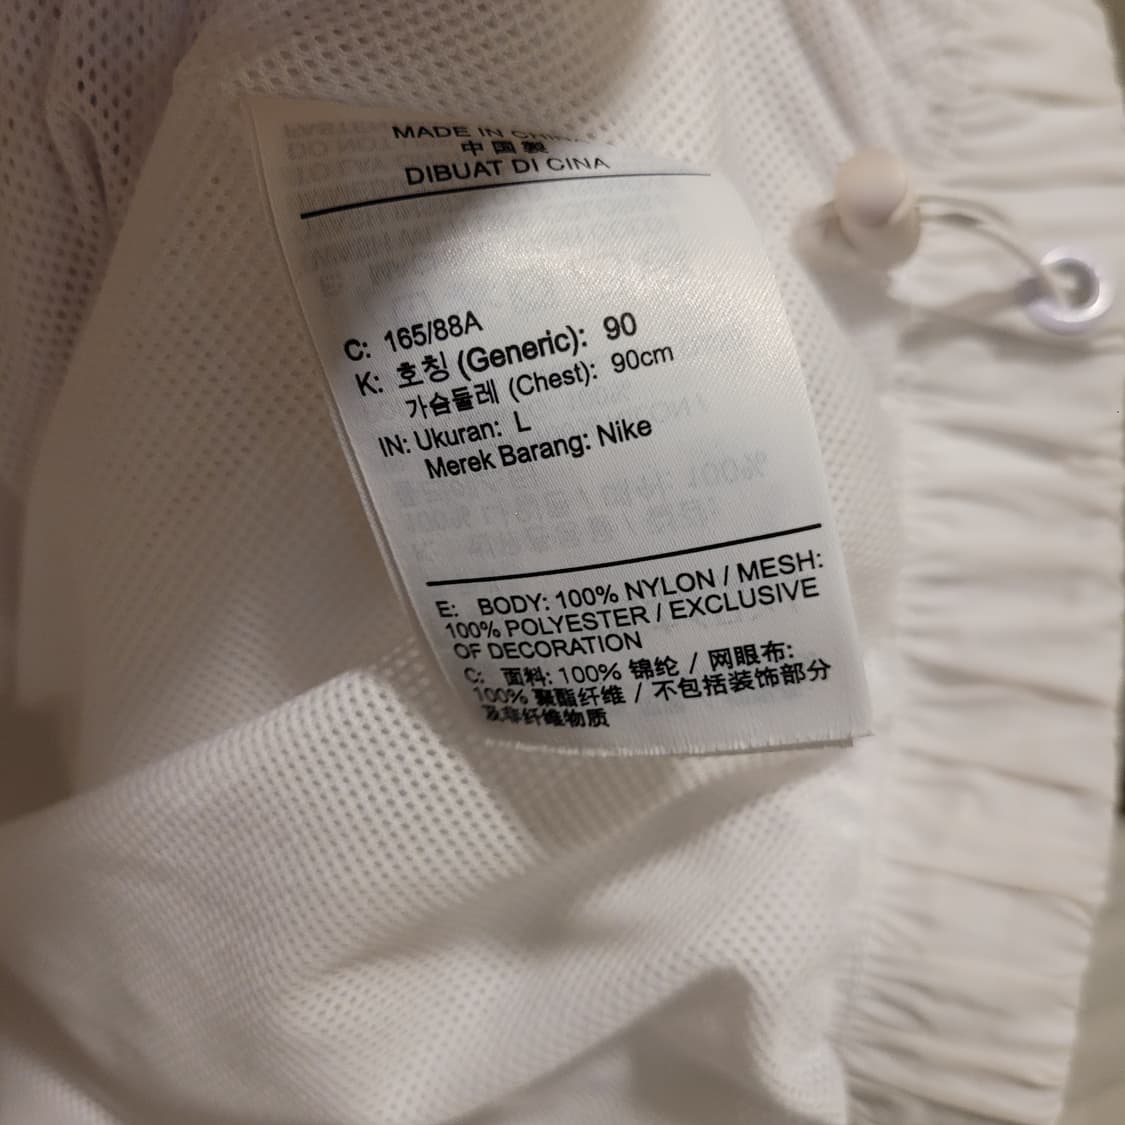 MADE IN CHINA
中国製
DIBUAT DI CINA
C: 165/88A
K: 호칭 (Generic): 90
가슴둘레 (Chest): 90cm
IN: Ukuran: L
Merek Barang: Nike
E: BODY: 100% NYLON / MESH:
100% POLYESTER / EXCLUSIVE
OF DECORATION
C: 面料: 100% 锦纶 / 网眼布:
100% 聚酯纤维 / 不包括装饰部分
及非纤维物质